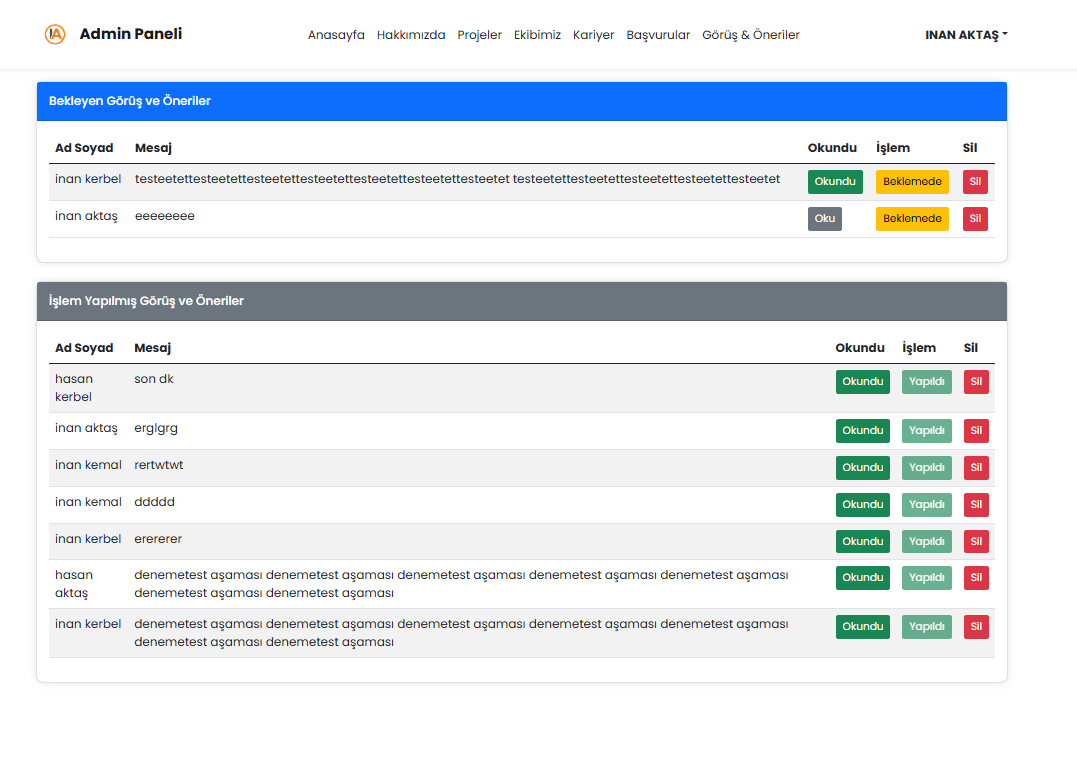 IA Admin Paneli Anasayfa Hakkımızda Projeler Ekibimiz Kariyer Başvurular Görüş & Öneriler INAN AKTAŞ
Bekleyen Görüş ve Öneriler
Ad Soyad Mesaj Okundu İşlem Sil
inan kerbel testeetettesteetettesteetettesteetettesteetettesteetettesteetet testeetettesteetettesteetettesteetettesteetet Okundu Beklemede Sil
inan aktaş eeeeeeee Oku Beklemede Sil
İşlem Yapılmış Görüş ve Öneriler
Ad Soyad Mesaj Okundu İşlem Sil
hasan son dk Okundu Yapıldı Sil
kerbel
inan aktaş erglgrg Okundu Yapıldı Sil
inan kemal rertwtwt Okundu Yapıldı Sil
inan kemal ddddd Okundu Yapıldı Sil
inan kerbel erererer Okundu Yapıldı Sil
hasan denemetest aşaması denemetest aşaması denemetest aşaması denemetest aşaması denemetest aşaması Okundu Yapıldı Sil
aktaş denemetest aşaması denemetest aşaması
inan kerbel denemetest aşaması denemetest aşaması denemetest aşaması denemetest aşaması denemetest aşaması Okundu Yapıldı Sil
denemetest aşaması denemetest aşaması